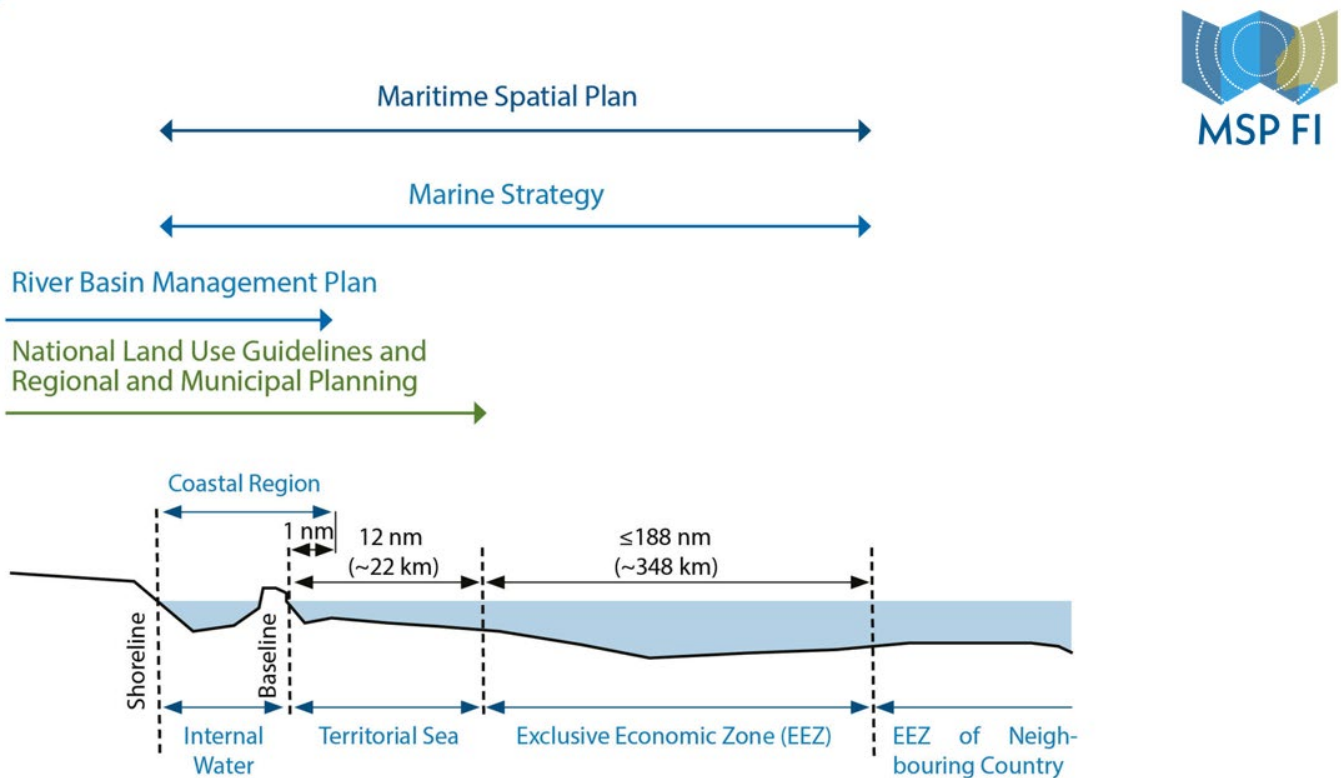 MSP FI
Maritime Spatial Plan
Marine Strategy
River Basin Management Plan
National Land Use Guidelines and
Regional and Municipal Planning
Coastal Region
1 nm
12 nm
(~22 km)
≤188 nm
(~348 km)
Shoreline
Baseline
Internal
Water
Territorial Sea
Exclusive Economic Zone (EEZ)
EEZ of Neigh-
bouring Country